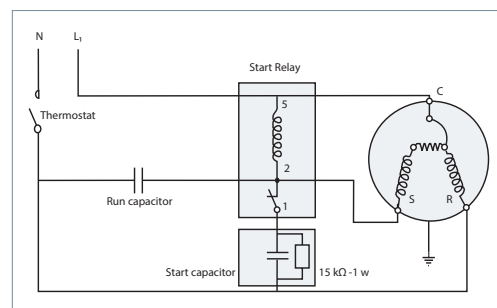 N
L1
Start Relay
C
5
Thermostat
2
Run capacitor
1
S
R
Start capacitor
15 kΩ -1 w